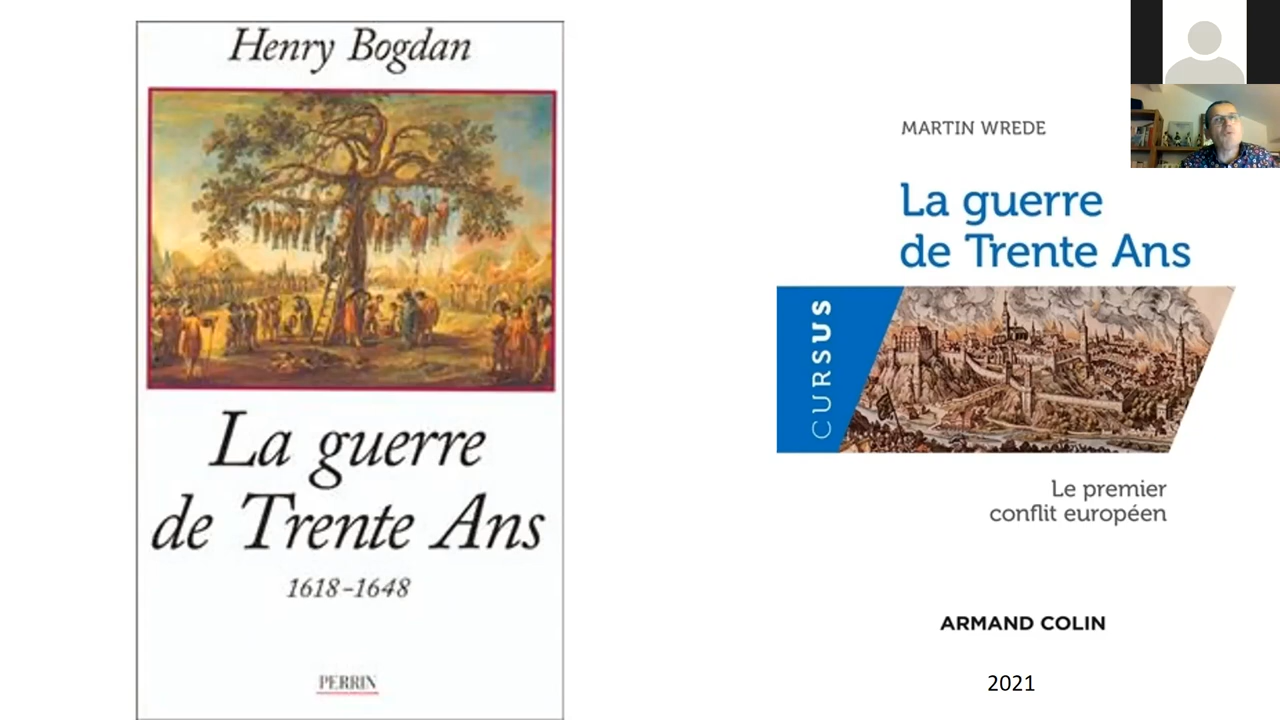 Henry Bogdan
La guerre
de Trente Ans
1618-1648
PERRIN
MARTIN WREDE
La guerre
de Trente Ans
CURSUS
Le premier
conflit européen
ARMAND COLIN
2021